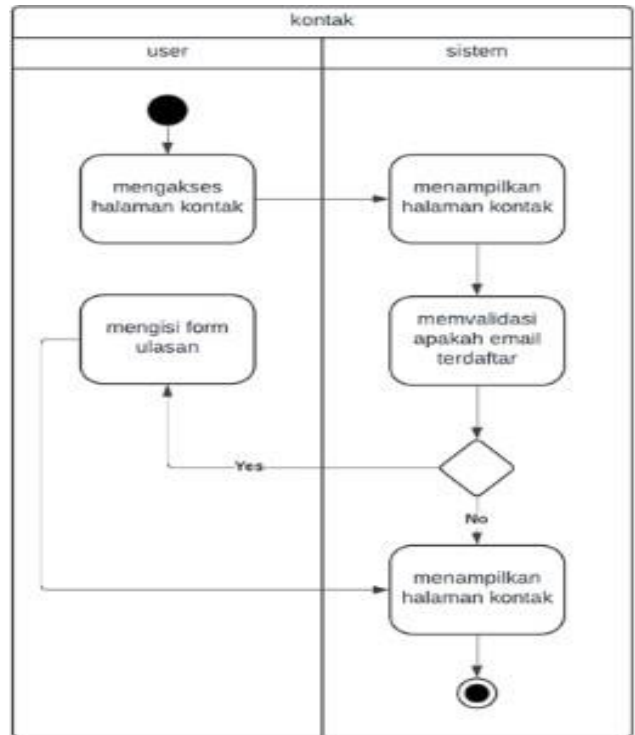 kontak
user
sistem
mengakses
halaman kontak
menampilkan
halaman kontak
mengisi form
ulasan
memvalidasi
apakah email
terdaftar
Yes
No
menampilkan
halaman kontak